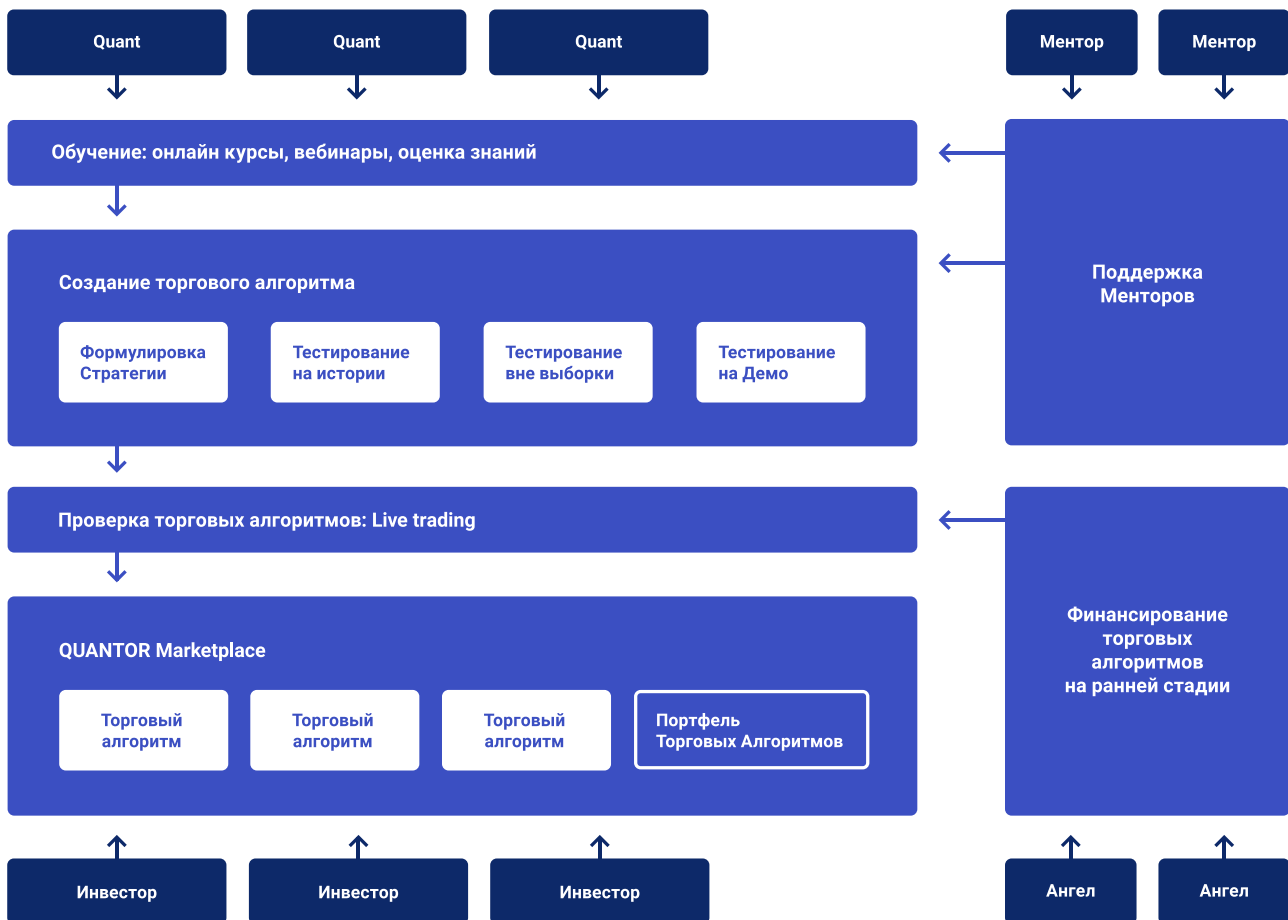 Quant
Quant
Quant
Ментор
Ментор
Обучение: онлайн курсы, вебинары, оценка знаний
Создание торгового алгоритма
Формулировка
Стратегии
Тестирование
на истории
Тестирование
вне выборки
Тестирование
на Демо
Поддержка
Менторов
Проверка торговых алгоритмов: Live trading
QUANTOR Marketplace
Торговый
алгоритм
Торговый
алгоритм
Торговый
алгоритм
Портфель
Торговых Алгоритмов
Финансирование
торговых
алгоритмов
на ранней стадии
Инвестор
Инвестор
Инвестор
Ангел
Ангел